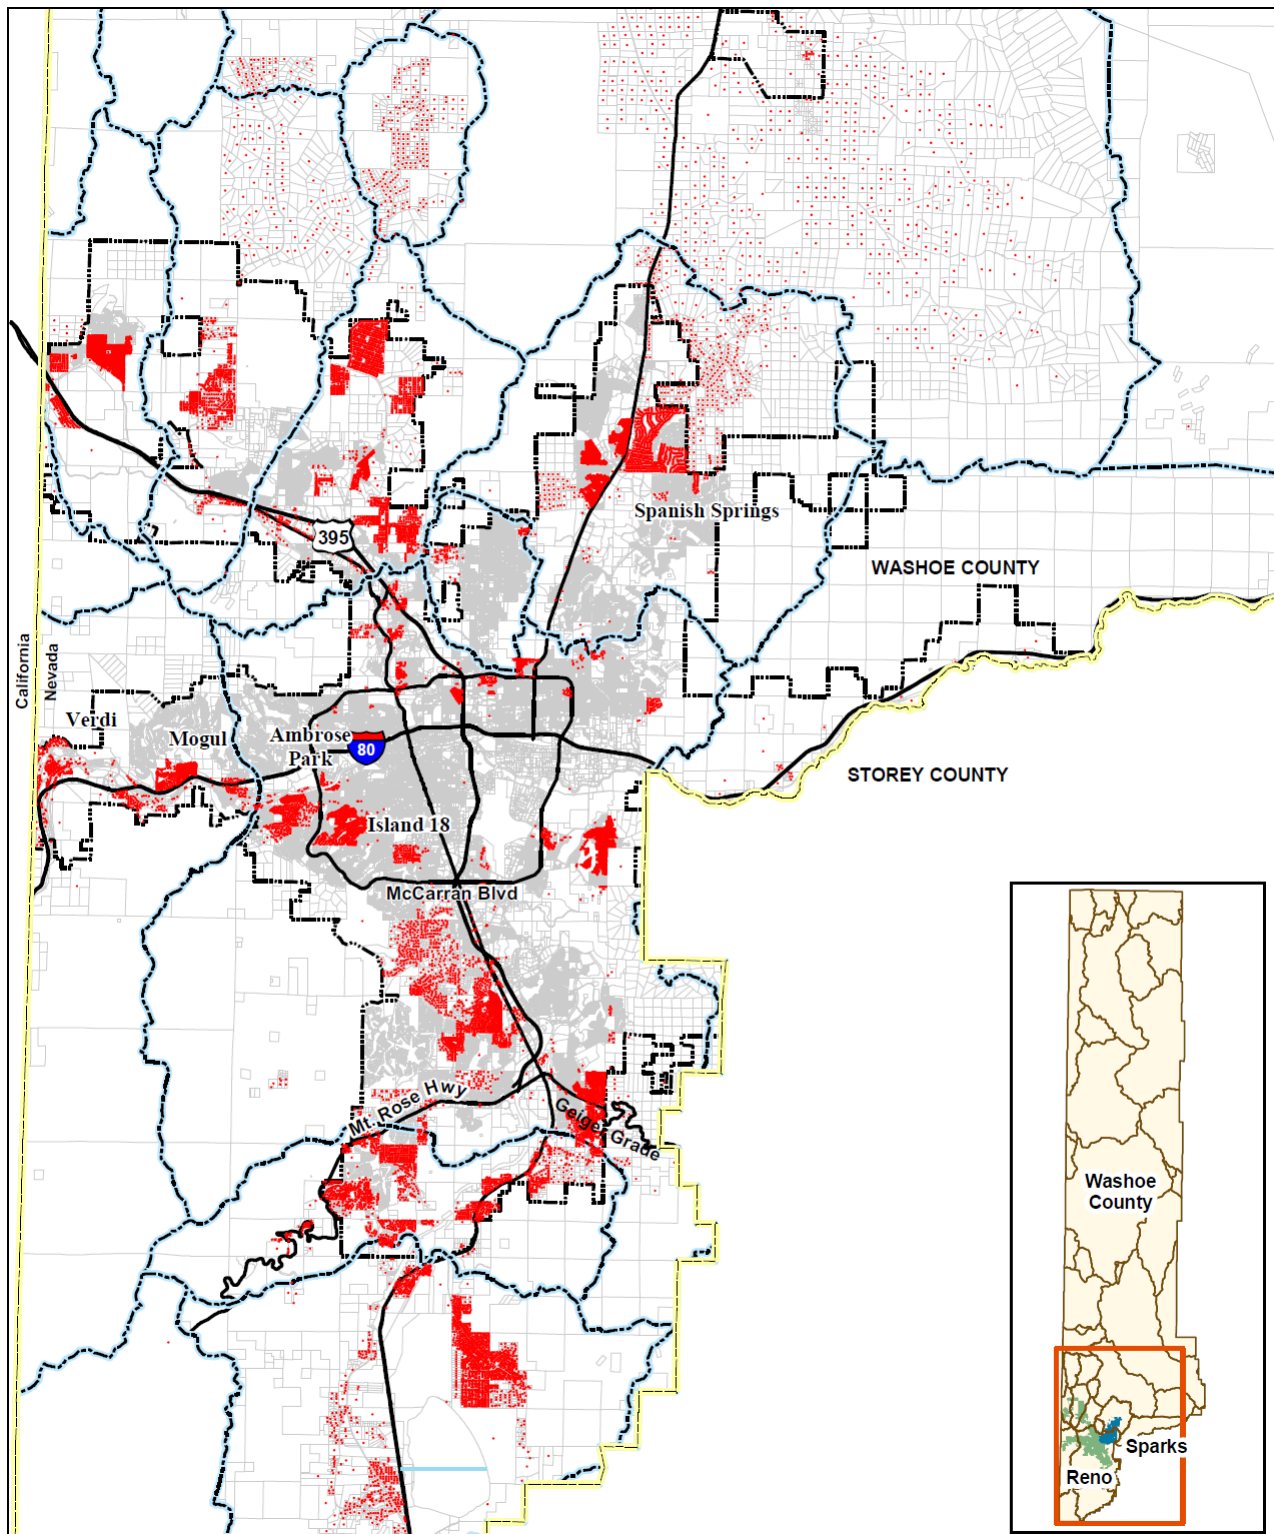 395
Spanish Springs
WASHOE COUNTY
California
Nevada
Verdi
Mogul
Ambrose
Park
80
STOREY COUNTY
Island 18
McCarran Blvd
Mt. Rose Hwy
Geiger Grade
Washoe
County
Sparks
Reno